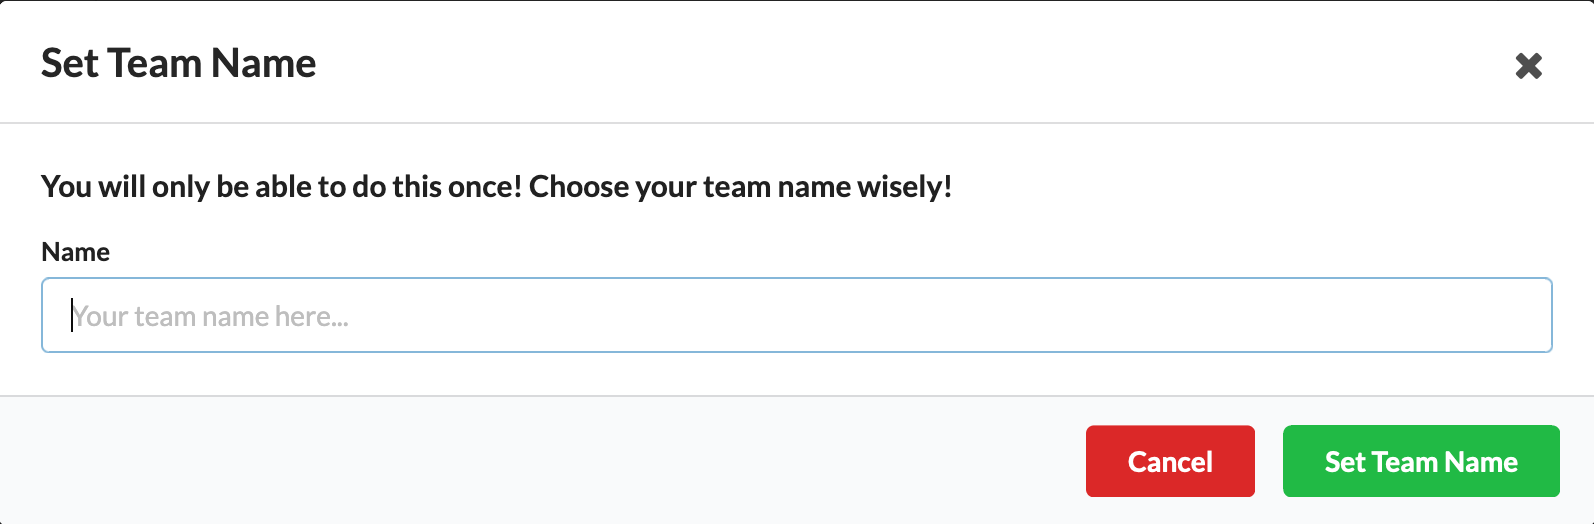 Set Team Name
You will only be able to do this once! Choose your team name wisely!
Name
Your team name here...
Cancel Set Team Name